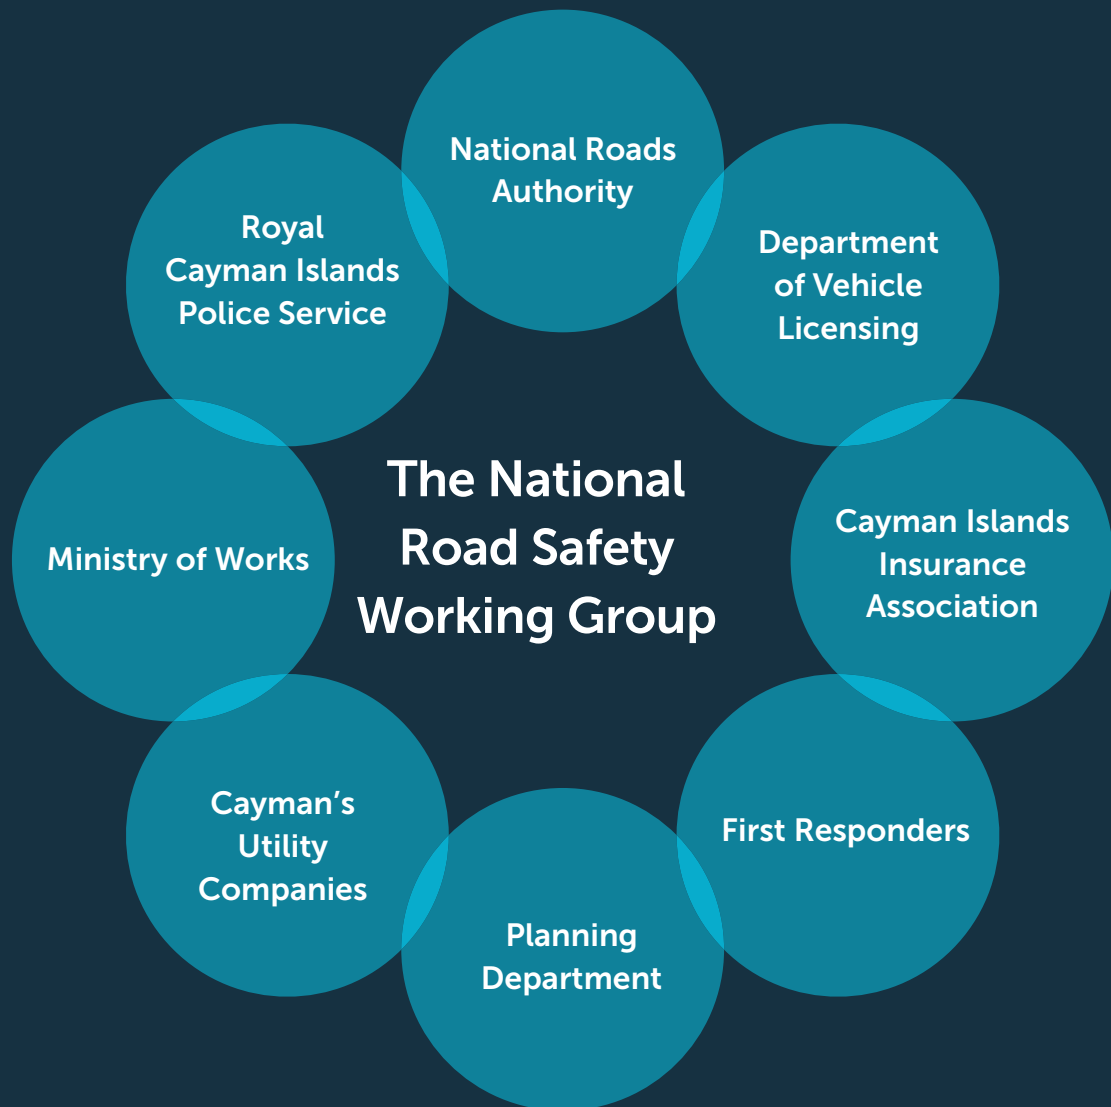 National Roads
Authority
Royal
Cayman Islands
Police Service
Department
of Vehicle
Licensing
Ministry of Works
The National
Road Safety
Working Group
Cayman Islands
Insurance
Association
Cayman’s
Utility
Companies
First Responders
Planning
Department